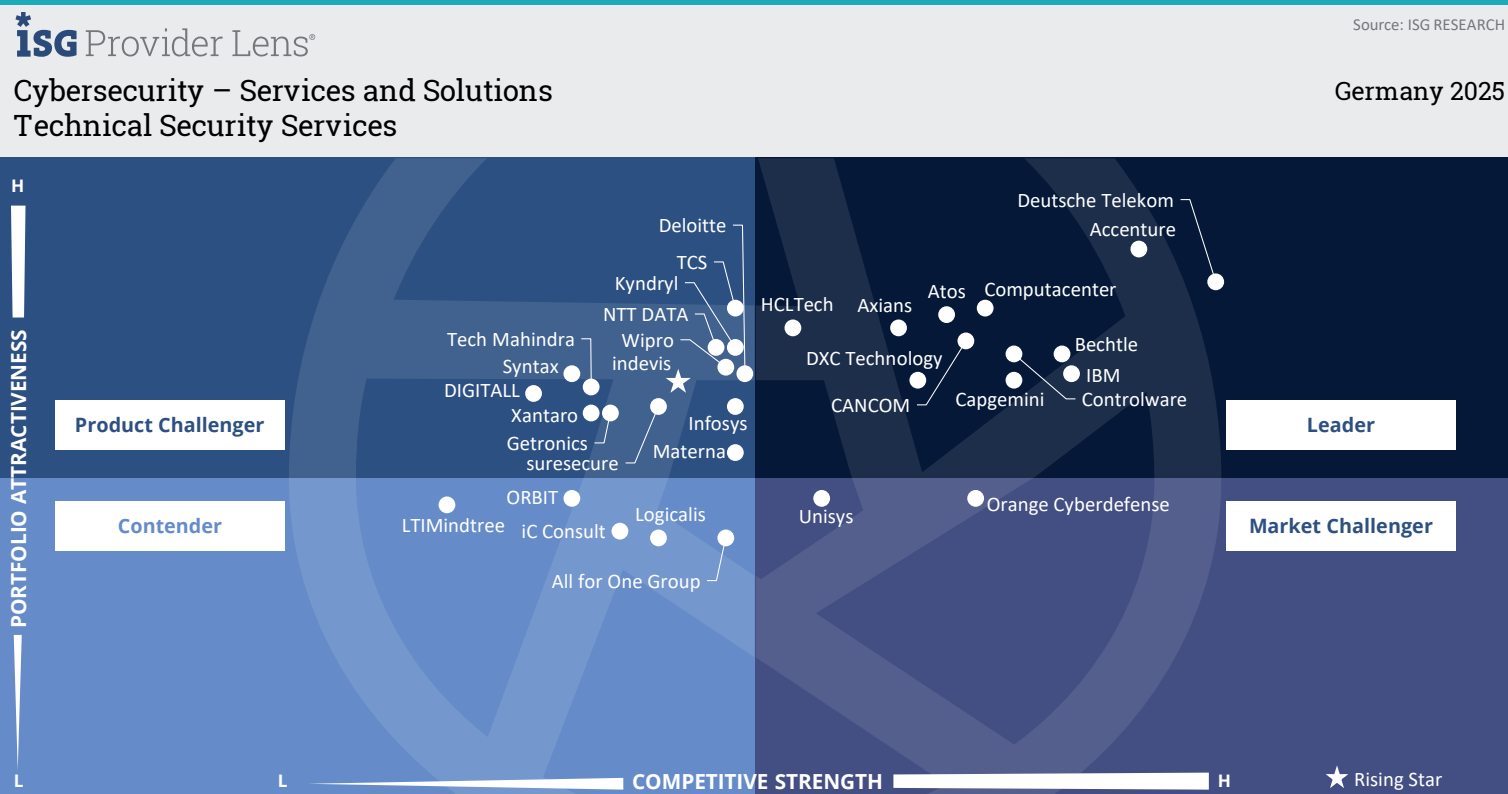 ISG Provider Lens®
Source: ISG RESEARCH
Cybersecurity – Services and Solutions
Technical Security Services
Germany 2025
H
PORTFOLIO ATTRACTIVENESS
L
Deloitte
TCS
Kyndryl
NTT DATA
Tech Mahindra
Wipro
Syntax
indevis
DIGITALL
Xantaro
Infosys
Getronics
Materna
suresecure
Product Challenger
Deutsche Telekom
Accenture
Computacenter
Atos
HCLTech
Axians
Bechtle
DXC Technology
IBM
CANCOM
Capgemini
Controlware
Leader
ORBIT
LTIMindtree
Logicalis
iC Consult
All for One Group
Contender
Unisys
Orange Cyberdefense
Market Challenger
L
COMPETITIVE STRENGTH
H
Rising Star